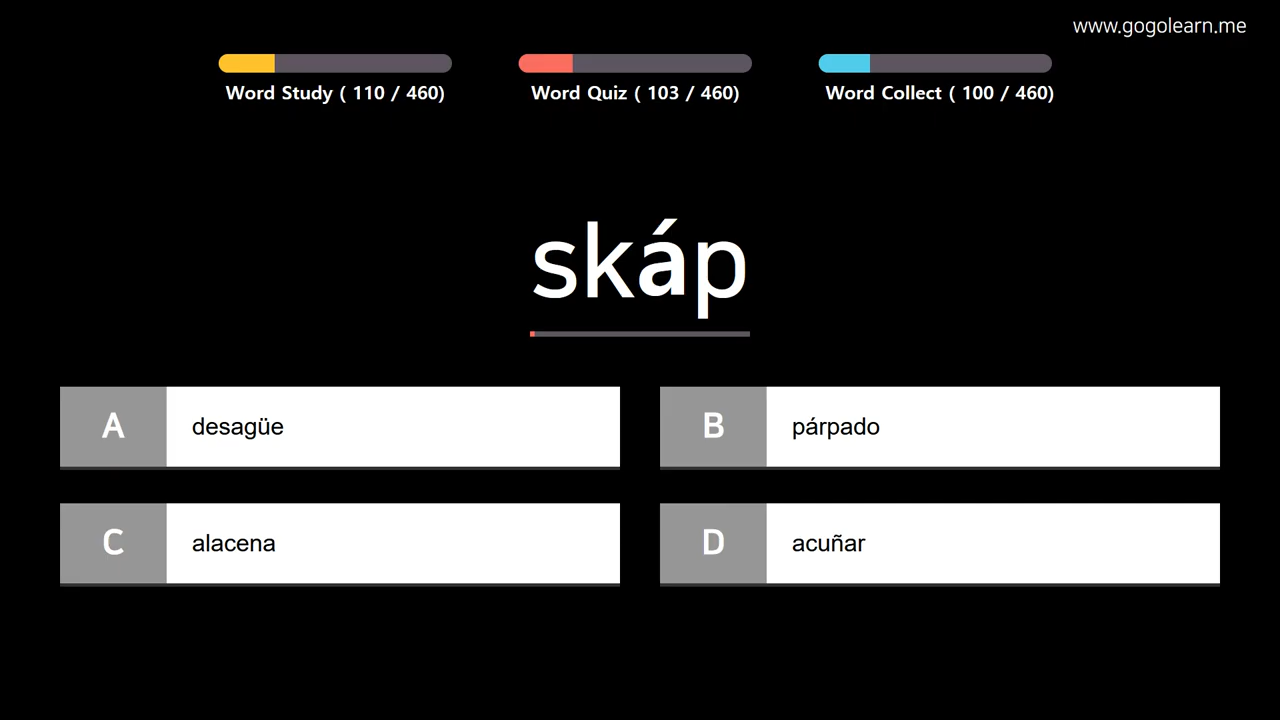 www.gogolearn.me
Word Study ( 110 / 460)
Word Quiz ( 103 / 460)
Word Collect ( 100 / 460)
skáp
A desagüe
B párpado
C alacena
D acuñar